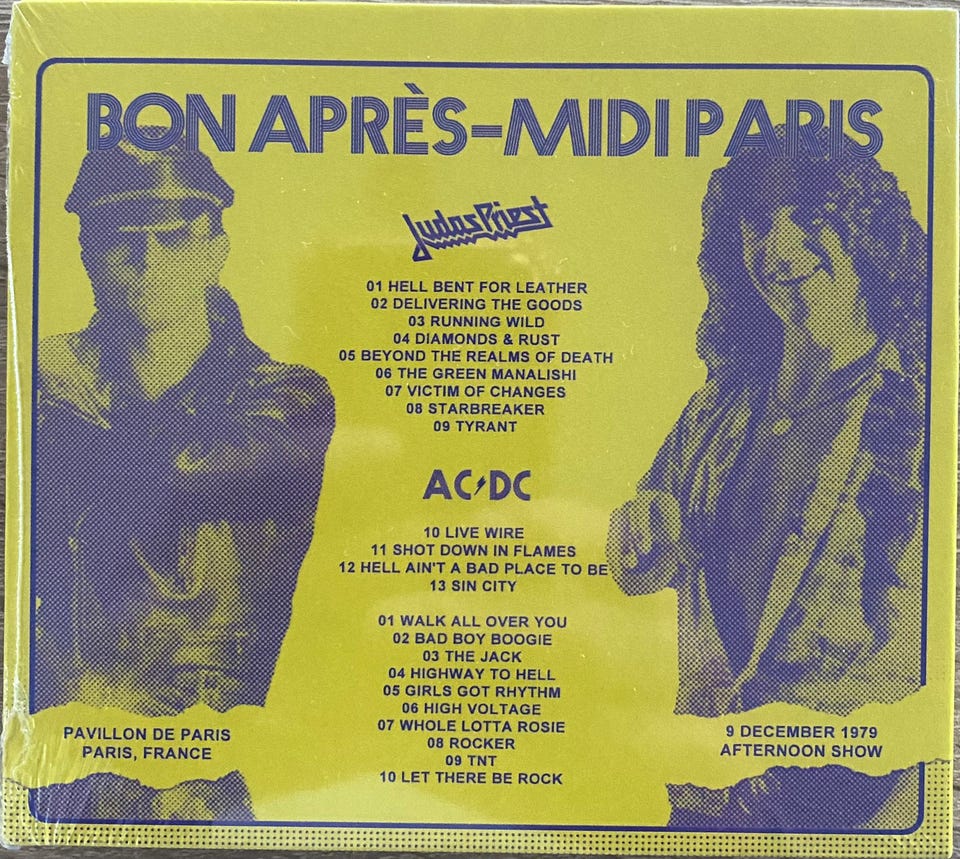 BON APRÈS-MIDI PARIS
Judas Priest
01 HELL BENT FOR LEATHER
02 DELIVERING THE GOODS
03 RUNNING WILD
04 DIAMONDS & RUST
05 BEYOND THE REALMS OF DEATH
06 THE GREEN MANALISHI
07 VICTIM OF CHANGES
08 STARBREAKER
09 TYRANT
AC⚡DC
10 LIVE WIRE
11 SHOT DOWN IN FLAMES
12 HELL AIN'T A BAD PLACE TO BE
13 SIN CITY
01 WALK ALL OVER YOU
02 BAD BOY BOOGIE
03 THE JACK
04 HIGHWAY TO HELL
05 GIRLS GOT RHYTHM
06 HIGH VOLTAGE
07 WHOLE LOTTA ROSIE
08 ROCKER
09 TNT
10 LET THERE BE ROCK
PAVILLON DE PARIS
PARIS, FRANCE
9 DECEMBER 1979
AFTERNOON SHOW